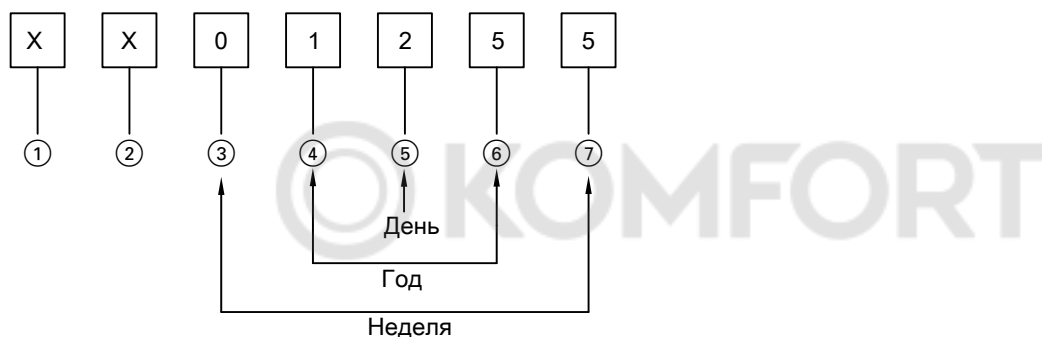 X X 0 1 2 5 5
① ② ③ ④ ⑤ ⑥ ⑦
KOMFORT
День
Год
Неделя